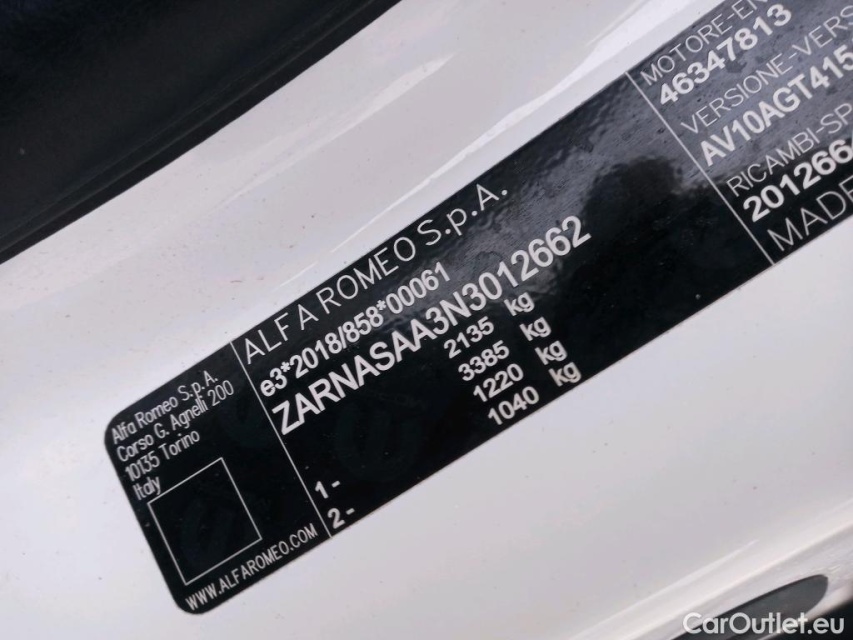 Alfa Romeo S.p.A.
Corso G. Agnelli 200
10135 Torino
Italy
WWW.ALFAROMEO.COM
ALFA ROMEO S.p.A.
e3*2018/858*00061
ZARNASAA3N3012662
2135 kg
3385 kg
1- 1220 kg
2- 1040 kg
MOTORE-EN
46347813
VERSIONE-VERS
AV10AGT415
RICAMBI-SP
201266
MADE
CarOutlet.eu